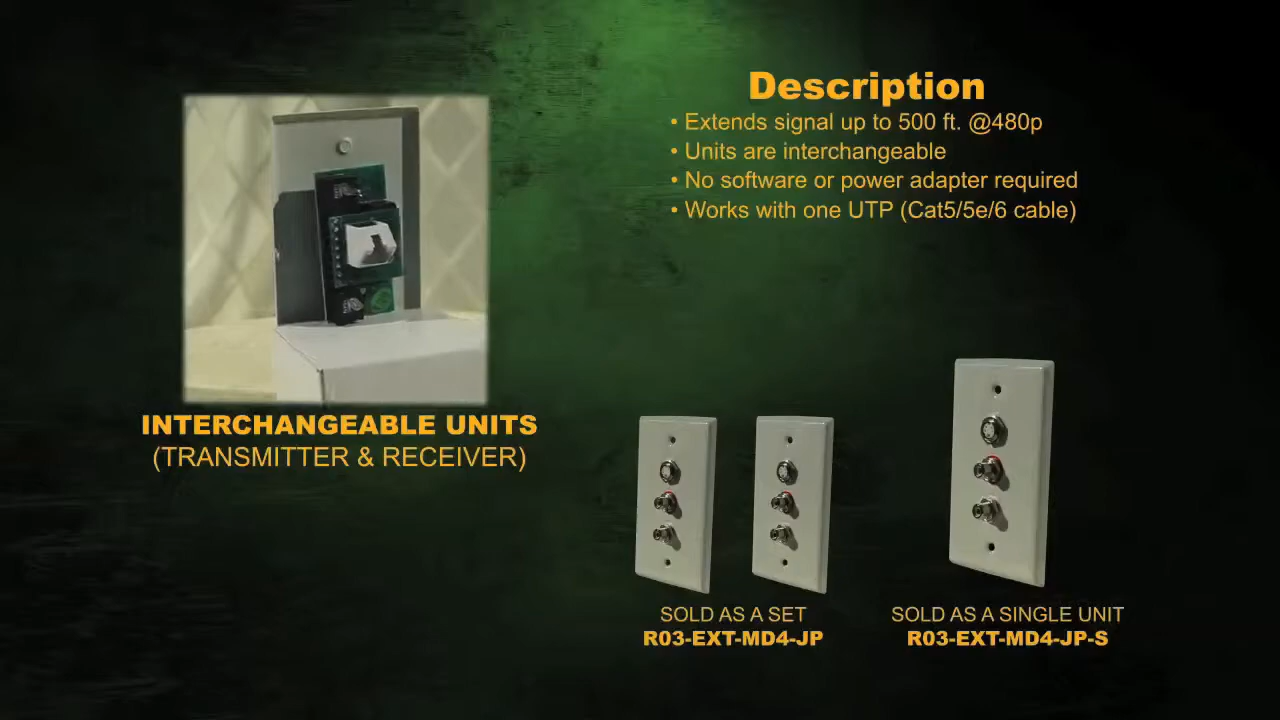 Description
• Extends signal up to 500 ft. @480p
• Units are interchangeable
• No software or power adapter required
• Works with one UTP (Cat5/5e/6 cable)
INTERCHANGEABLE UNITS
(TRANSMITTER & RECEIVER)
SOLD AS A SET
R03-EXT-MD4-JP
SOLD AS A SINGLE UNIT
R03-EXT-MD4-JP-S